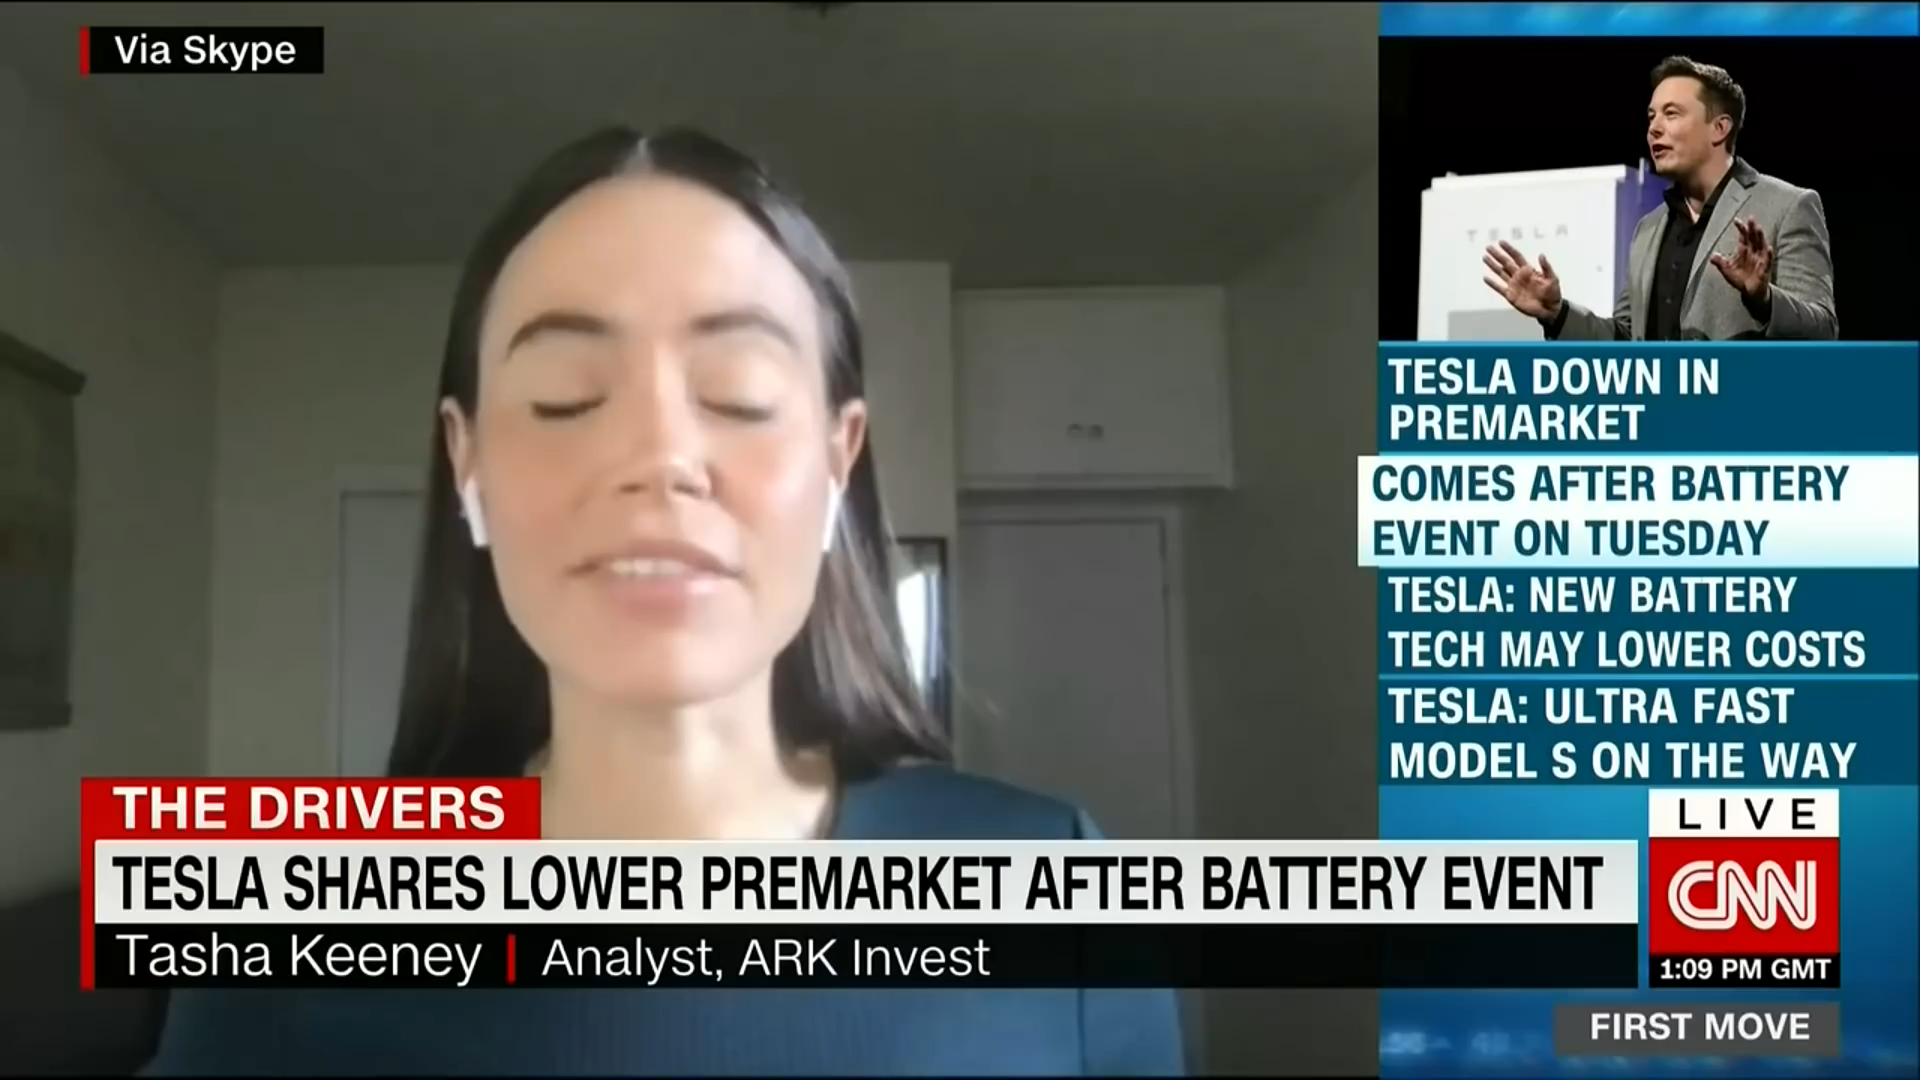 Via Skype
TESLA
TESLA DOWN IN
PREMARKET
COMES AFTER BATTERY
EVENT ON TUESDAY
TESLA: NEW BATTERY
TECH MAY LOWER COSTS
TESLA: ULTRA FAST
MODEL S ON THE WAY
THE DRIVERS
TESLA SHARES LOWER PREMARKET AFTER BATTERY EVENT
Tasha Keeney | Analyst, ARK Invest
LIVE
CNN
1:09 PM GMT
FIRST MOVE